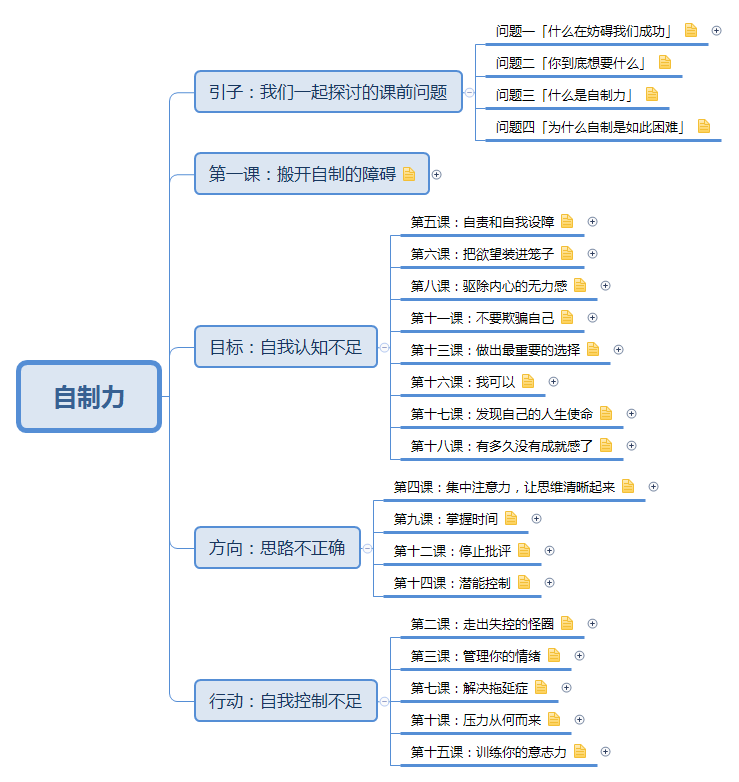 自制力
引子：我们一起探讨的课前问题
问题一「什么在妨碍我们成功」
问题二「你到底想要什么」
问题三「什么是自制力」
问题四「为什么自制是如此困难」
第一课：搬开自制的障碍
目标：自我认知不足
第五课：自责和自我设障
第六课：把欲望装进笼子
第八课：驱除内心的无力感
第十一课：不要欺骗自己
第十三课：做出最重要的选择
第十六课：我可以
第十七课：发现自己的人生使命
第十八课：有多久没有成就感了
方向：思路不正确
第四课：集中注意力，让思维清晰起来
第九课：掌握时间
第十二课：停止批评
第十四课：潜能控制
行动：自我控制不足
第二课：走出失控的怪圈
第三课：管理你的情绪
第七课：解决拖延症
第十课：压力从何而来
第十五课：训练你的意志力